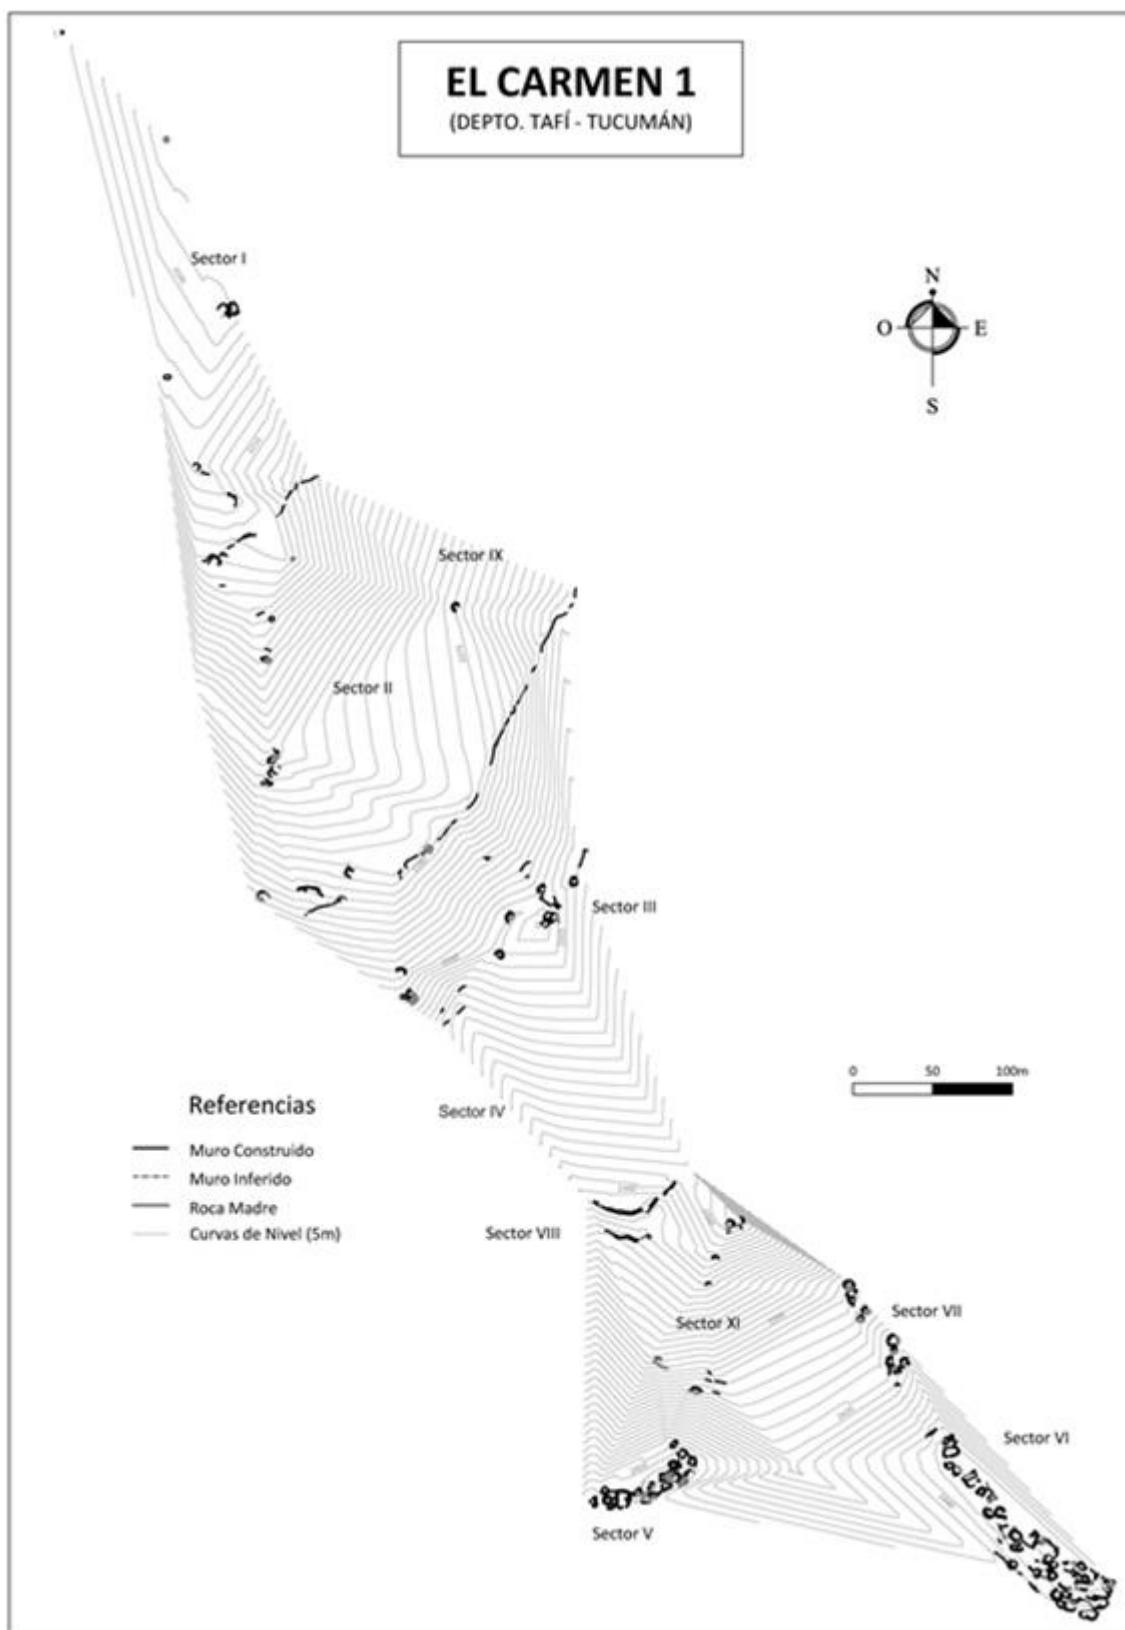 EL CARMEN 1
(DEPTO. TAFÍ - TUCUMÁN)
Sector I
N
O
E
S
Sector IX
Sector II
Sector III
0 50 100m
Referencias
Sector IV
Muro Construido
Muro Inferido
Roca Madre
Curvas de Nivel (5m)
Sector VIII
Sector VII
Sector XI
Sector VI
Sector V